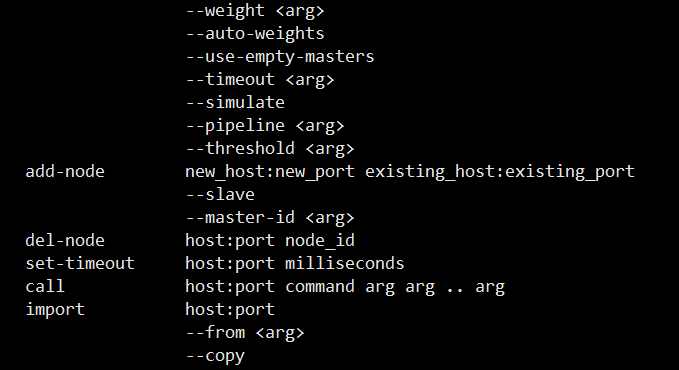 --weight <arg>
--auto-weights
--use-empty-masters
--timeout <arg>
--simulate
--pipeline <arg>
--threshold <arg>
add-node new_host:new_port existing_host:existing_port
--slave
--master-id <arg>
del-node host:port node_id
set-timeout host:port milliseconds
call host:port command arg arg .. arg
import host:port
--from <arg>
--copy